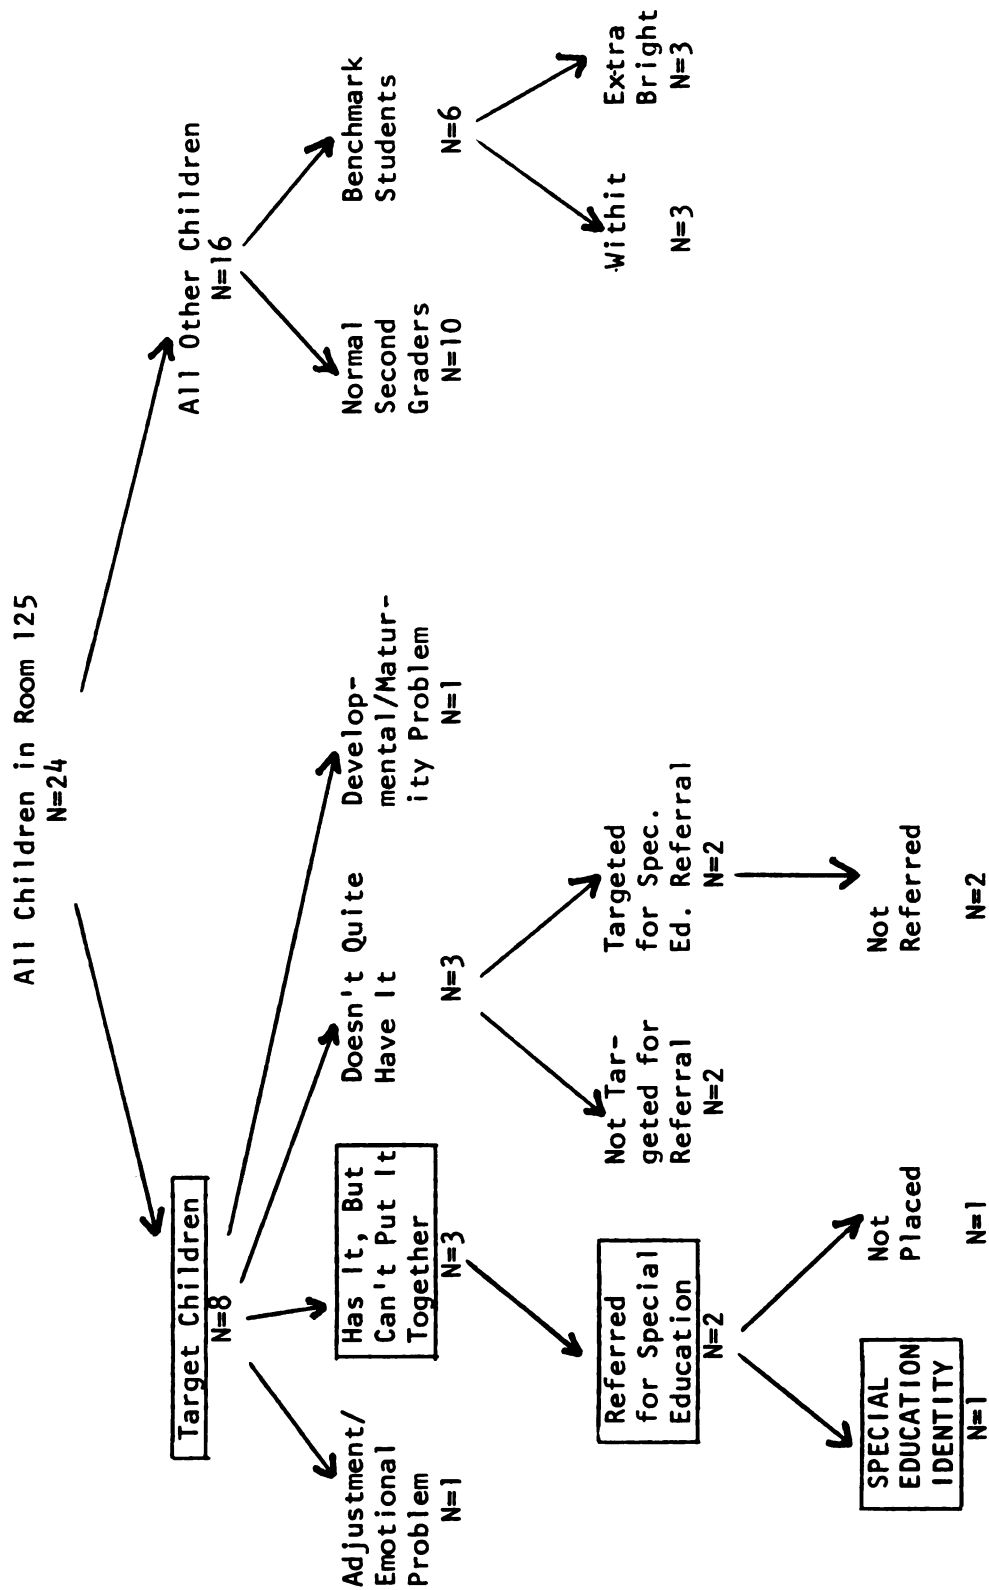 All Children in Room 125
N=24
Target Children
N=8
All Other Children
N=16
Adjustment/
Emotional
Problem
N=1
Has It, But
Can't Put It
Together
N=3
Doesn't Quite
Have It
N=3
Develop-
mental/Matur-
ity Problem
N=1
Normal
Second
Graders
N=10
Benchmark
Students
N=6
Referred
for Special
Education
N=2
Not Tar-
geted for
Referral
N=2
Targeted
for Spec.
Ed. Referral
N=2
Withit
N=3
Extra
Bright
N=3
SPECIAL
EDUCATION
IDENTITY
N=1
Not
Placed
N=1
Not
Referred
N=2